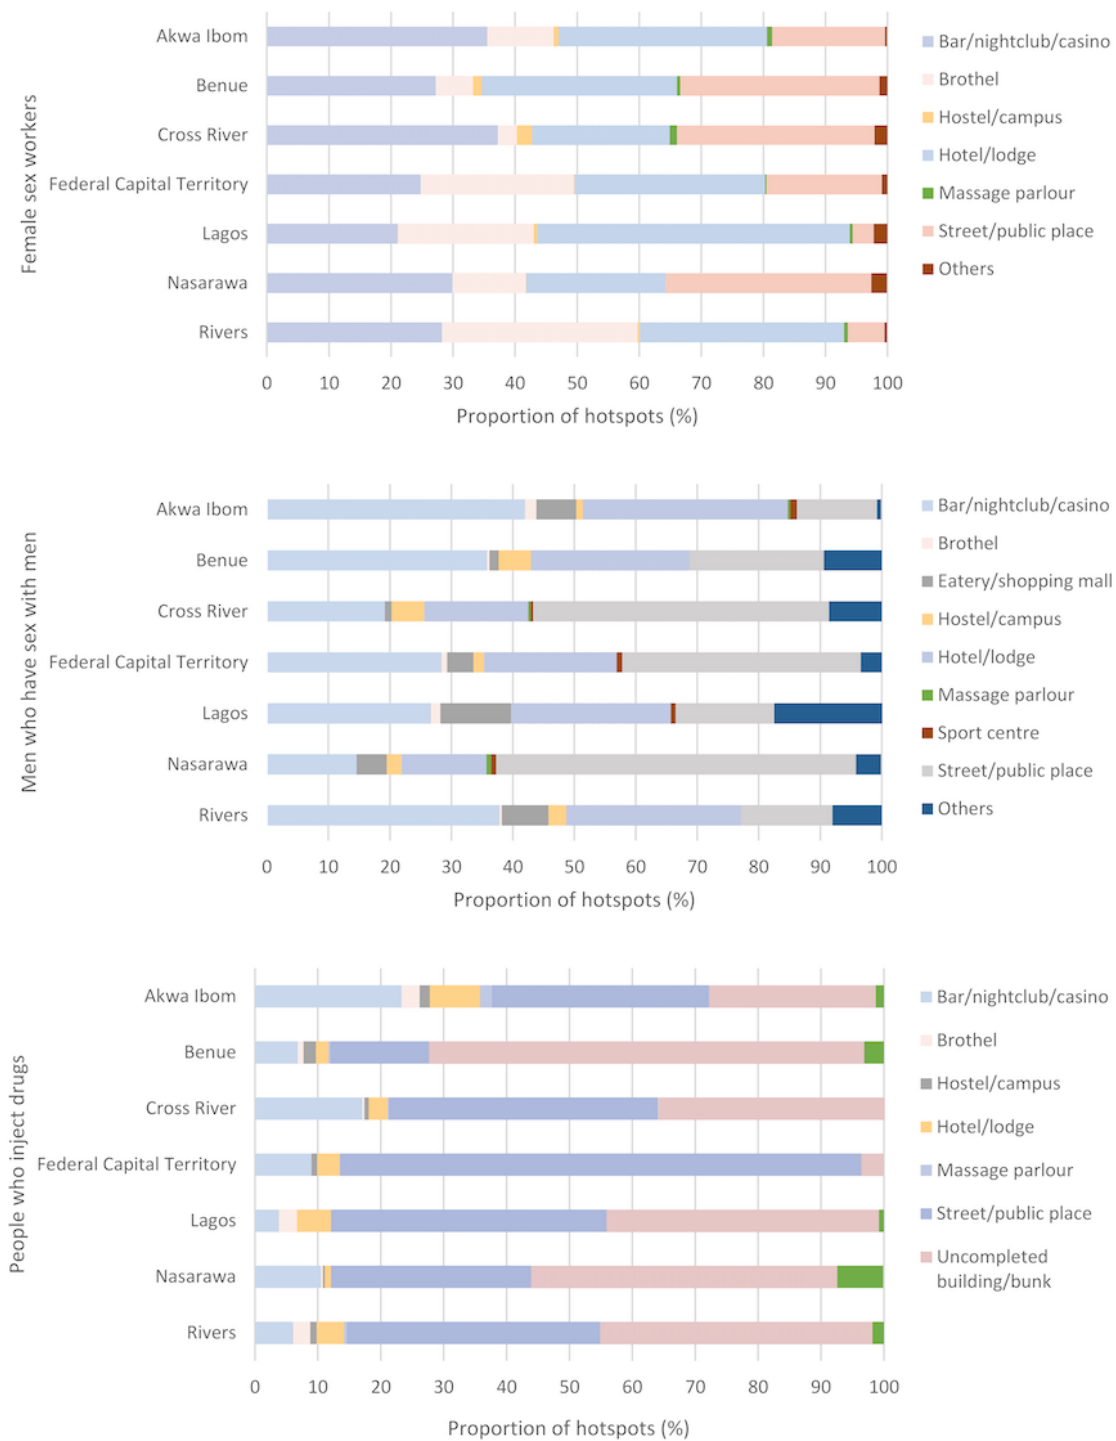 Female sex workers
Akwa Ibom
Benue
Cross River
Federal Capital Territory
Lagos
Nasarawa
Rivers
0 10 20 30 40 50 60 70 80 90 100
Proportion of hotspots (%)
Bar/nightclub/casino
Brothel
Hostel/campus
Hotel/lodge
Massage parlour
Street/public place
Others
Men who have sex with men
Akwa Ibom
Benue
Cross River
Federal Capital Territory
Lagos
Nasarawa
Rivers
0 10 20 30 40 50 60 70 80 90 100
Proportion of hotspots (%)
Bar/nightclub/casino
Brothel
Eatery/shopping mall
Hostel/campus
Hotel/lodge
Massage parlour
Sport centre
Street/public place
Others
People who inject drugs
Akwa Ibom
Benue
Cross River
Federal Capital Territory
Lagos
Nasarawa
Rivers
0 10 20 30 40 50 60 70 80 90 100
Proportion of hotspots (%)
Bar/nightclub/casino
Brothel
Hostel/campus
Hotel/lodge
Massage parlour
Street/public place
Uncompleted
building/bunk